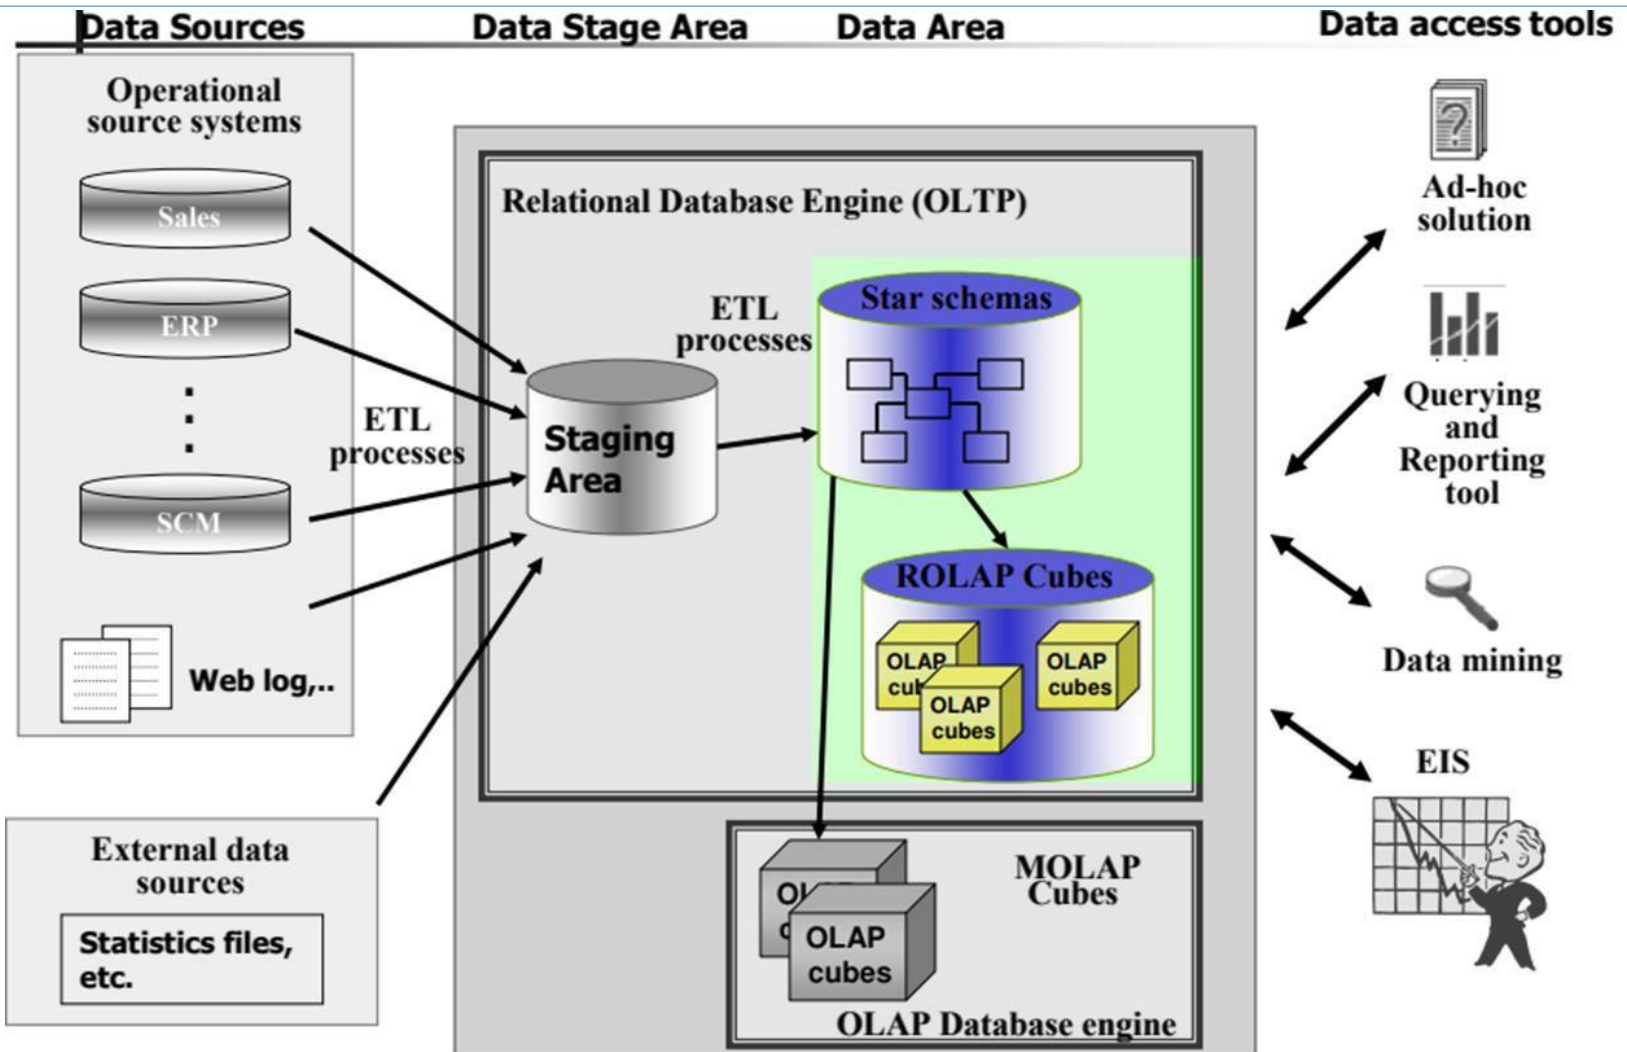 Data Sources
Data Stage Area
Data Area
Data access tools
Operational
source systems
Sales
ERP
SCM
Web log,..
ETL
processes
External data
sources
Statistics files,
etc.
Relational Database Engine (OLTP)
Staging
Area
ETL
processes
Star schemas
ROLAP Cubes
OLAP
cub
OLAP
cubes
OLAP
cubes
MOLAP
Cubes
OLAP
cubes
OLAP Database engine
Ad-hoc
solution
Querying
and
Reporting
tool
Data mining
EIS